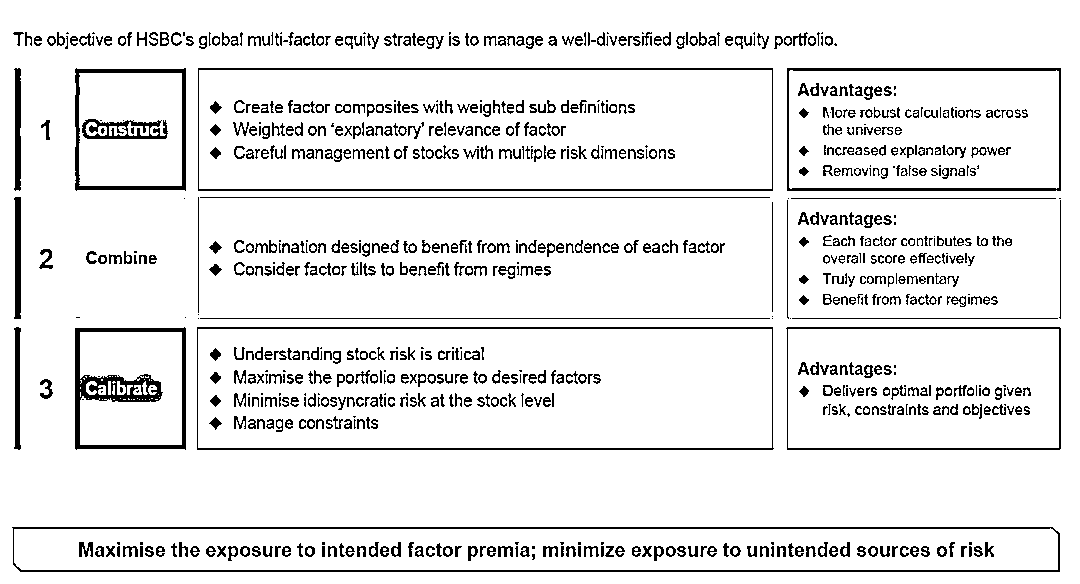 The objective of HSBC's global multi-factor equity strategy is to manage a well-diversified global equity portfolio.
1
Construct
◆ Create factor composites with weighted sub definitions
◆ Weighted on 'explanatory' relevance of factor
◆ Careful management of stocks with multiple risk dimensions
Advantages:
◆ More robust calculations across
the universe
◆ Increased explanatory power
◆ Removing 'false signals'
2
Combine
◆ Combination designed to benefit from independence of each factor
◆ Consider factor tilts to benefit from regimes
Advantages:
◆ Each factor contributes to the
overall score effectively
◆ Truly complementary
◆ Benefit from factor regimes
3
Calibrate
◆ Understanding stock risk is critical
◆ Maximise the portfolio exposure to desired factors
◆ Minimise idiosyncratic risk at the stock level
◆ Manage constraints
Advantages:
◆ Delivers optimal portfolio given
risk, constraints and objectives
Maximise the exposure to intended factor premia; minimize exposure to unintended sources of risk